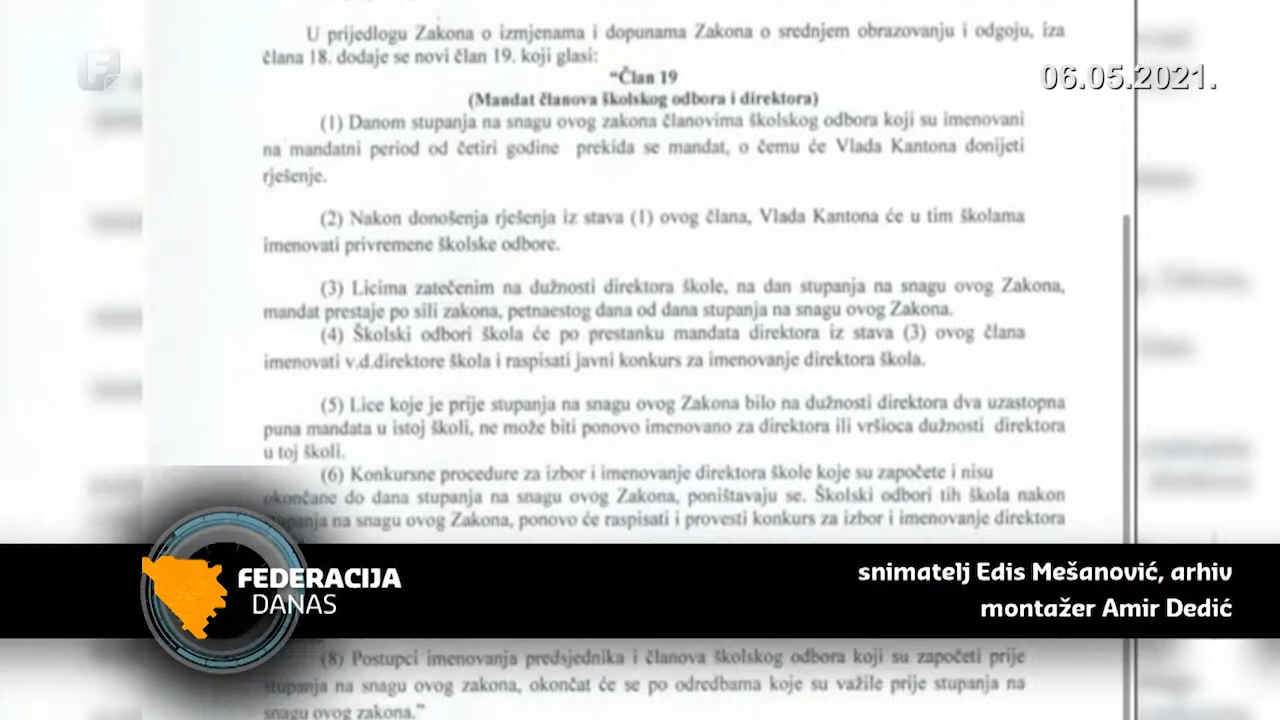 U prijedlogu Zakona o izmjenama i dopunama Zakona o srednjem obrazovanju i odgoju, iza
člana 18. dodaje se novi član 19. koji glasi:
"Član 19
(Mandat članova školskog odbora i direktora)
(1) Danom stupanja na snagu ovog zakona članovima školskog odbora koji su imenovani
na mandatni period od četiri godine prekida se mandat, o čemu će Vlada Kantona donijeti
rješenje.
(2) Nakon donošenja rješenja iz stava (1) ovog člana, Vlada Kantona će u tim školama
imenovati privremene školske odbore.
(3) Licima zatečenim na dužnosti direktora škole, na dan stupanja na snagu ovog Zakona,
mandat prestaje po sili zakona, petnaestog dana od dana stupanja na snagu ovog Zakona.
(4) Školski odbori škola će po prestanku mandata direktora iz stava (3) ovog člana
imenovati v.d.direktore škola i raspisati javni konkurs za imenovanje direktora škola.
(5) Lice koje je prije stupanja na snagu ovog Zakona bilo na dužnosti direktora dva uzastopna
puna mandata u istoj školi, ne može biti ponovo imenovano za direktora ili vršioca dužnosti direktora
u toj školi.
(6) Konkursne procedure za izbor i imenovanje direktora škole koje su započete i nisu
okončane do dana stupanja na snagu ovog Zakona, poništavaju se. Školski odbori tih škola nakon
stupanja na snagu ovog Zakona, ponovo će raspisati i provesti konkurs za izbor i imenovanje direktora
(8) Postupci imenovanja predsjednika i članova školskog odbora koji su započeti prije
stupanja na snagu ovog zakona, okončat će se po odredbama koje su važile prije stupanja na
snagu ovog zakona."
F
06.05.2021.
FEDERACIJA
DANAS
snimatelj Edis Mešanović, arhiv
montažer Amir Dedić